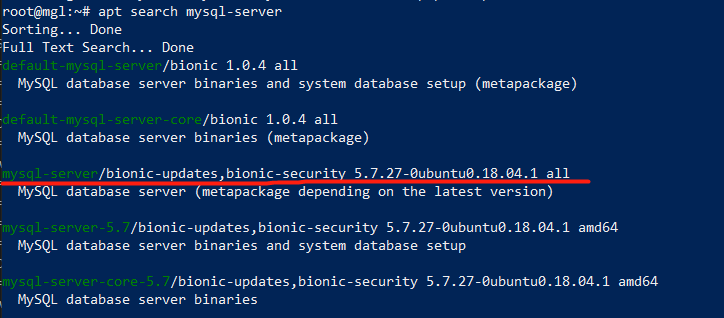 root@mgl:~# apt search mysql-server
Sorting... Done
Full Text Search... Done
default-mysql-server/bionic 1.0.4 all
  MySQL database server binaries and system database setup (metapackage)
default-mysql-server-core/bionic 1.0.4 all
  MySQL database server binaries (metapackage)
mysql-server/bionic-updates,bionic-security 5.7.27-0ubuntu0.18.04.1 all
  MySQL database server (metapackage depending on the latest version)
mysql-server-5.7/bionic-updates,bionic-security 5.7.27-0ubuntu0.18.04.1 amd64
  MySQL database server binaries and system database setup
mysql-server-core-5.7/bionic-updates,bionic-security 5.7.27-0ubuntu0.18.04.1 amd64
  MySQL database server binaries